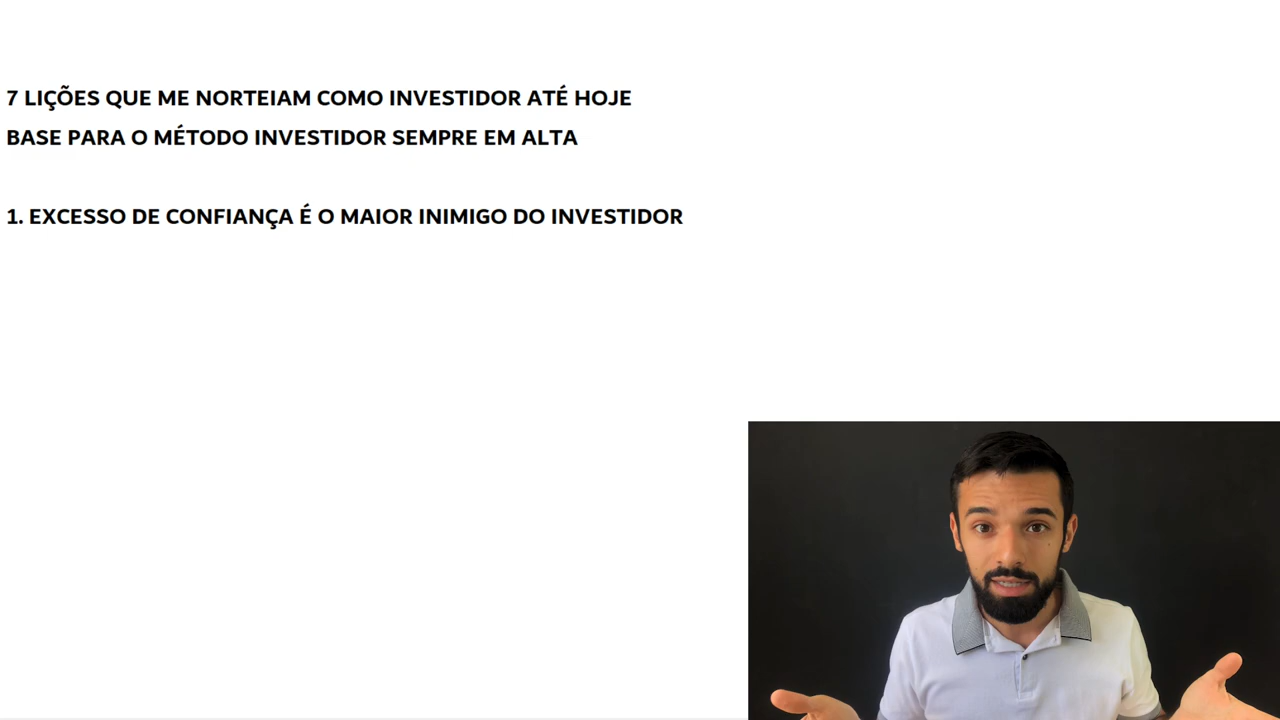 7 LIÇÕES QUE ME NORTEIAM COMO INVESTIDOR ATÉ HOJE
BASE PARA O MÉTODO INVESTIDOR SEMPRE EM ALTA
1. EXCESSO DE CONFIANÇA É O MAIOR INIMIGO DO INVESTIDOR